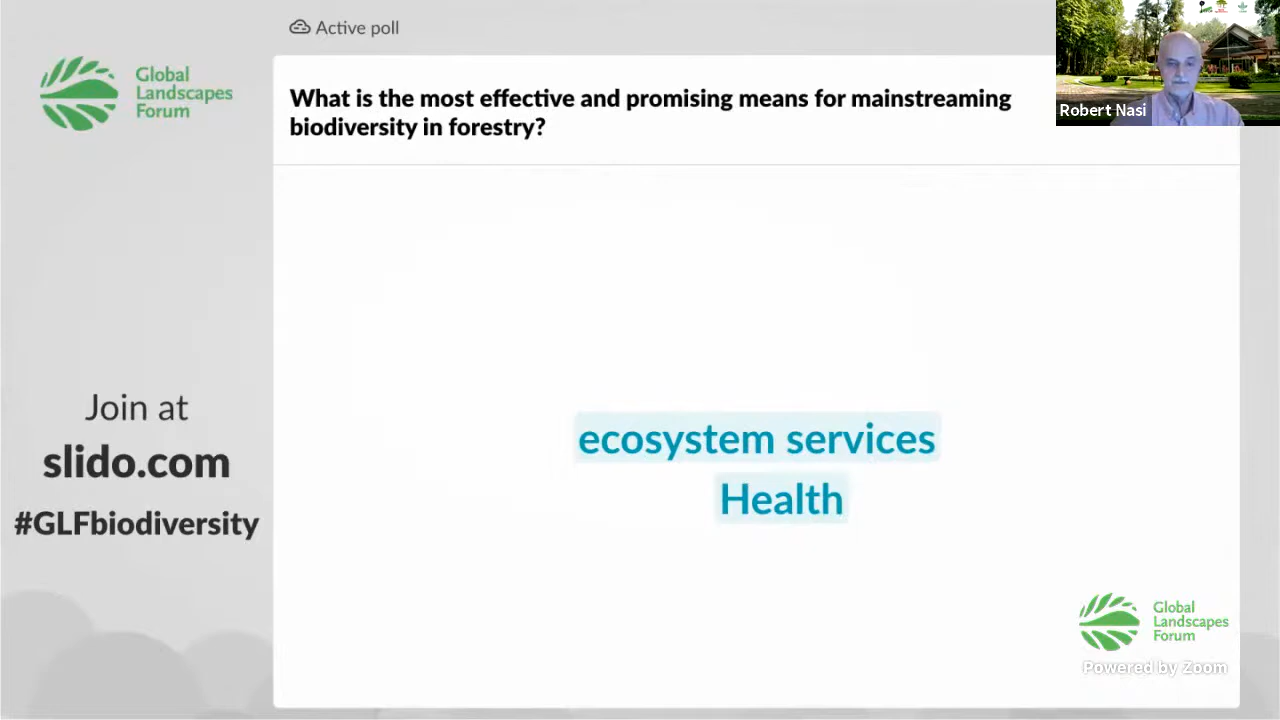 Active poll
Global
Landscapes
Forum
What is the most effective and promising means for mainstreaming
biodiversity in forestry?
Robert Nasi
Join at
slido.com
#GLFbiodiversity
ecosystem services
Health
Global
Landscapes
Forum
Powered by Zoom